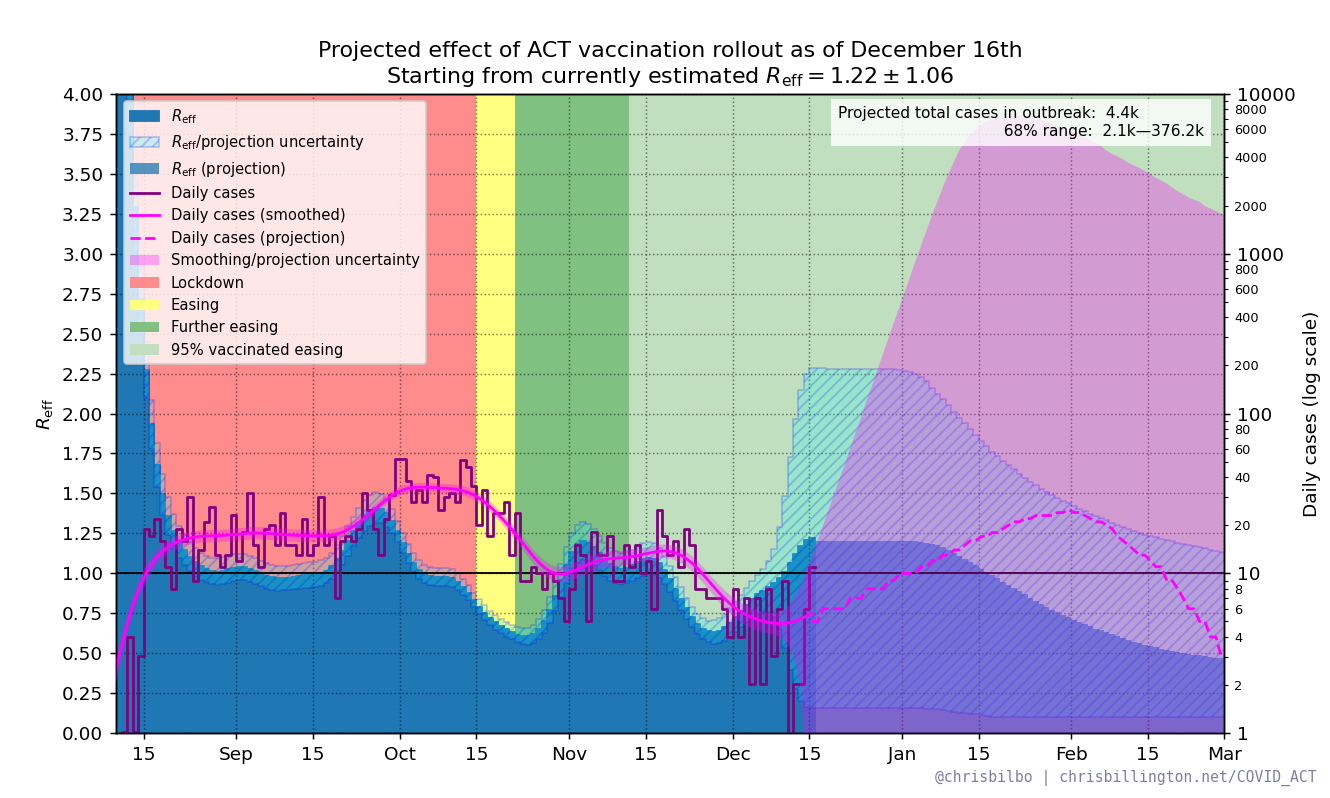 Projected effect of ACT vaccination rollout as of December 16th
Starting from currently estimated R_eff = 1.22 ± 1.06
R_eff
R_eff/projection uncertainty
R_eff (projection)
Daily cases
Daily cases (smoothed)
Daily cases (projection)
Smoothing/projection uncertainty
Lockdown
Easing
Further easing
95% vaccinated easing
Projected total cases in outbreak: 4.4k
68% range: 2.1k—376.2k
R_eff
4.00
3.75
3.50
3.25
3.00
2.75
2.50
2.25
2.00
1.75
1.50
1.25
1.00
0.75
0.50
0.25
0.00
10000
8000
6000
4000
2000
1000
800
600
400
200
100
80
60
40
20
10
8
6
4
2
1
Daily cases (log scale)
15 Sep 15 Oct 15 Nov 15 Dec 15 Jan 15 Feb 15 Mar
@chrisbilbo | chrisbillington.net/COVID_ACT